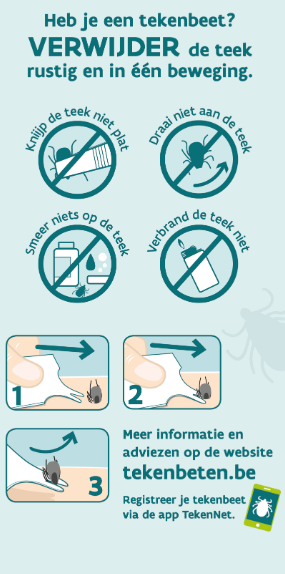 Heb je een tekenbeet?
VERWIJDER de teek
rustig en in één beweging.
Knijp de teek niet plat
Draai niet aan de teek
Smeer niets op de teek
Verbrand de teek niet
1
2
3
Meer informatie en
adviezen op de website
tekenbeten.be
Registreer je tekenbeet
via de app TekenNet.